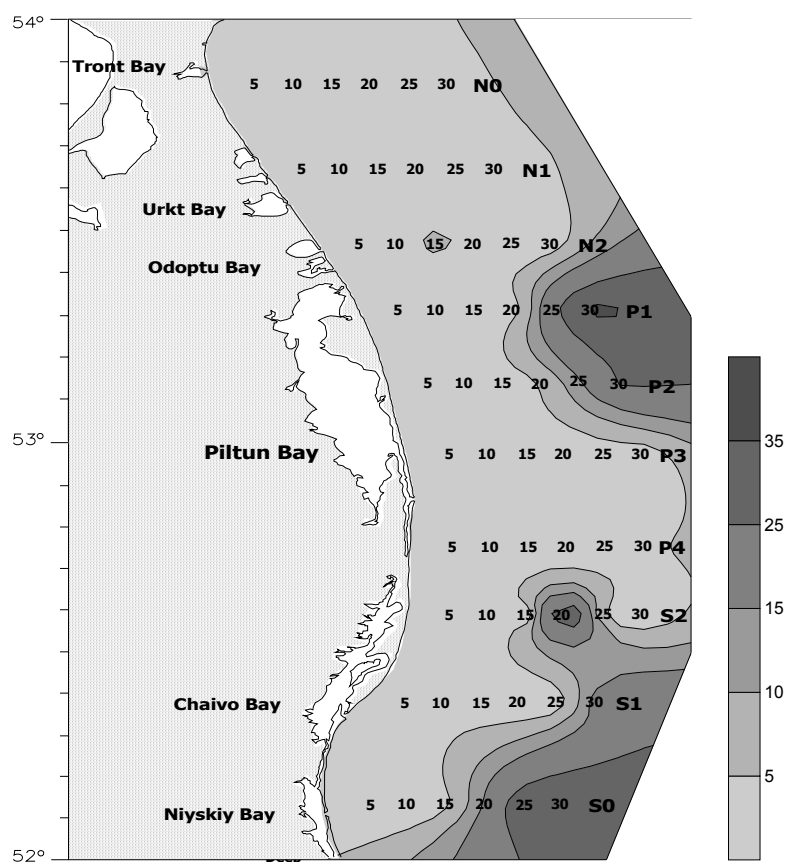 54°
Tront Bay
5 10 15 20 25 30 N0
5 10 15 20 25 30 N1
Urkt Bay
5 10 15 20 25 30 N2
Odoptu Bay
5 10 15 20 25 30 P1
5 10 15 20 25 30 P2
53°
Piltun Bay
5 10 15 20 25 30 P3
5 10 15 20 25 30 P4
5 10 15 20 25 30 S2
Chaivo Bay
5 10 15 20 25 30 S1
Niyskiy Bay
5 10 15 20 25 30 S0
52°
35
25
15
10
5